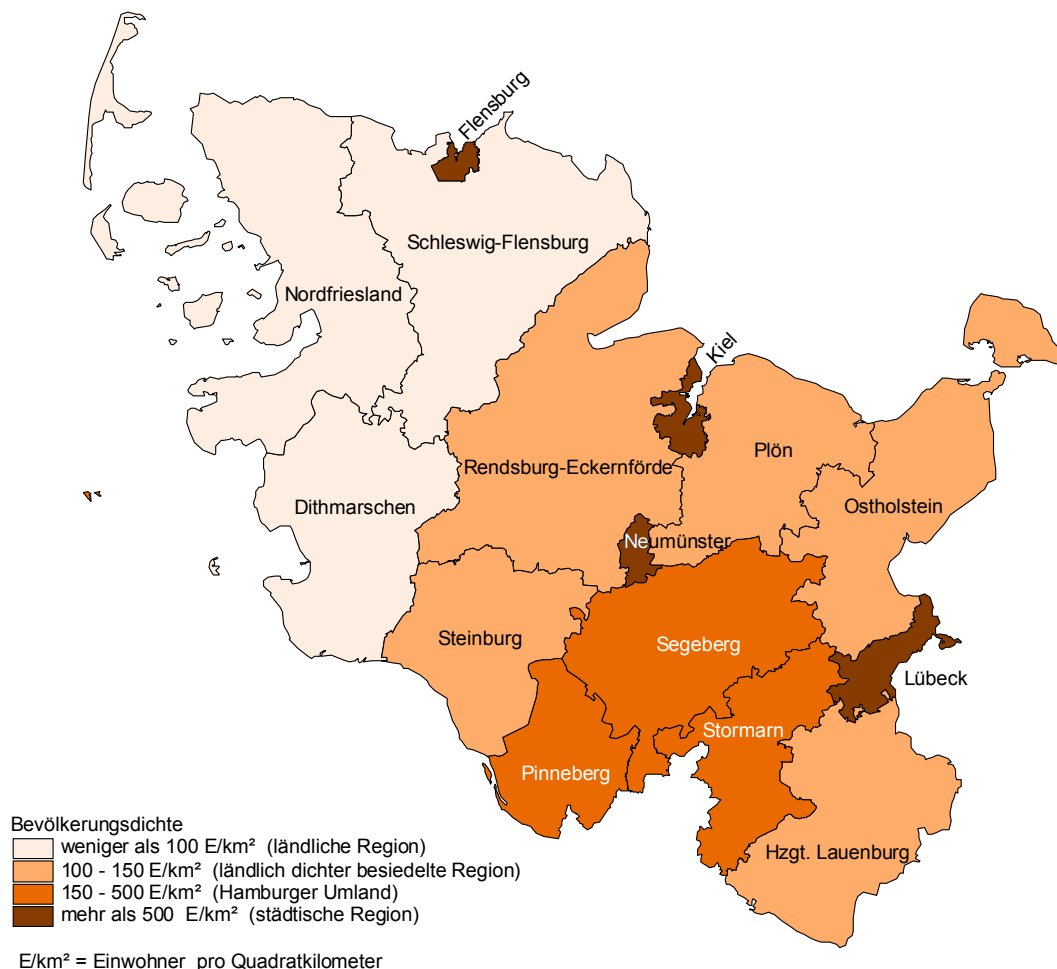 Flensburg
Schleswig-Flensburg
Nordfriesland
Kiel
Rendsburg-Eckernförde
Plön
Ostholstein
Dithmarschen
Neumünster
Steinburg
Segeberg
Lübeck
Stormarn
Pinneberg
Hzgt. Lauenburg
Bevölkerungsdichte
weniger als 100 E/km² (ländliche Region)
100 - 150 E/km² (ländlich dichter besiedelte Region)
150 - 500 E/km² (Hamburger Umland)
mehr als 500 E/km² (städtische Region)
E/km² = Einwohner pro Quadratkilometer